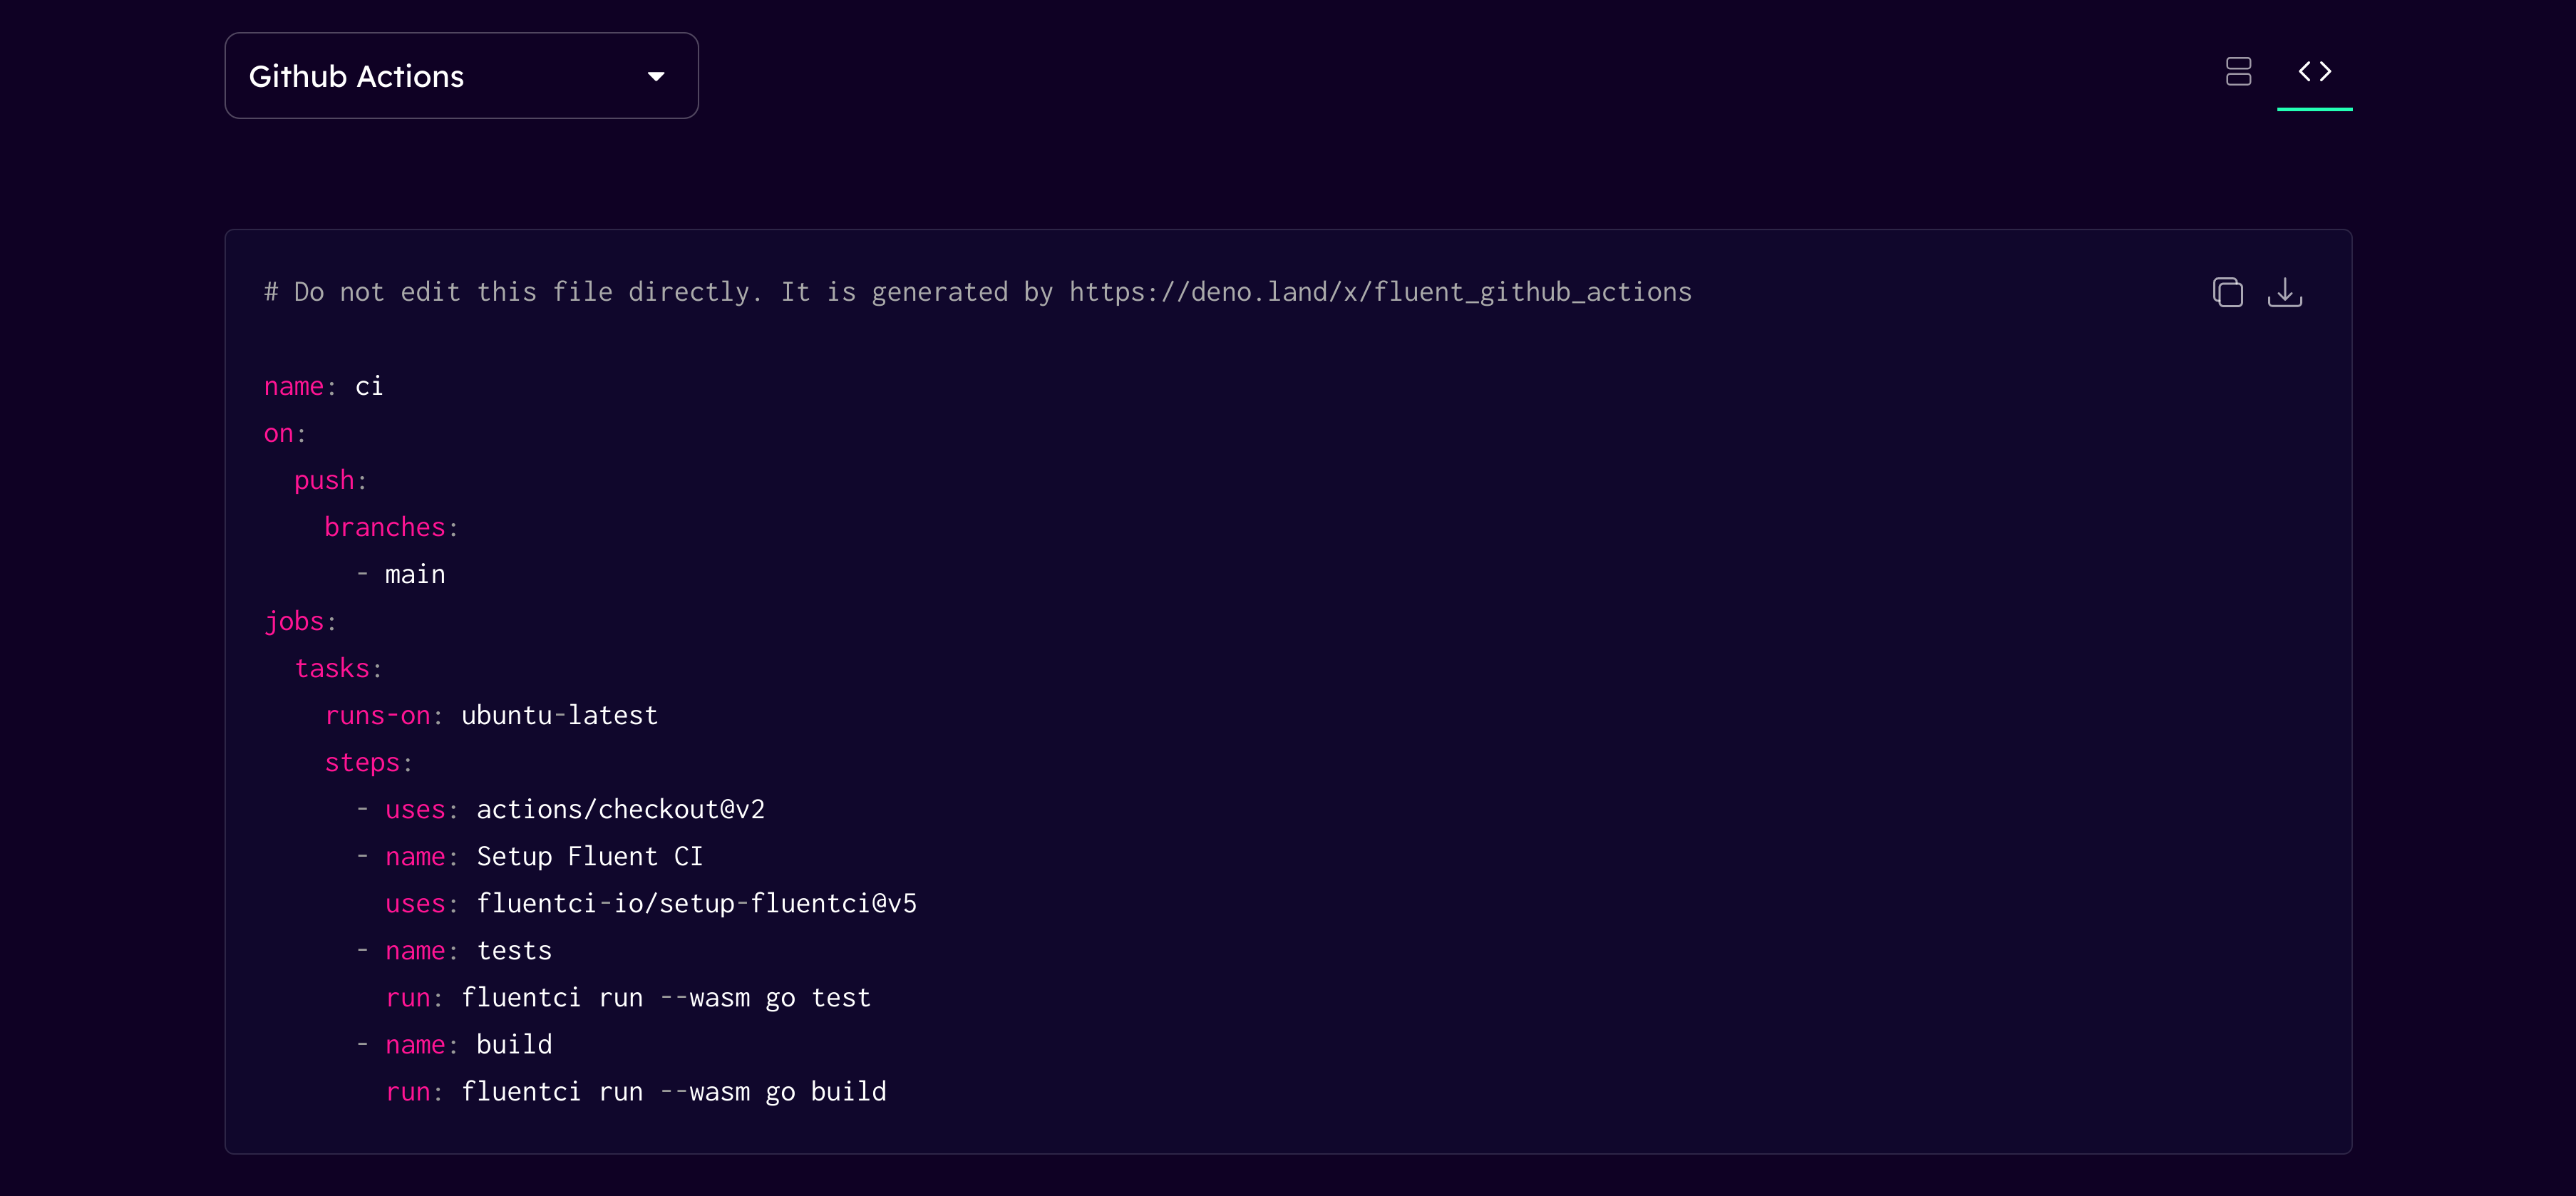 Github Actions
# Do not edit this file directly. It is generated by https://deno.land/x/fluent_github_actions
name: ci
on:
  push:
    branches:
      - main
jobs:
  tasks:
    runs-on: ubuntu-latest
    steps:
      - uses: actions/checkout@v2
      - name: Setup Fluent CI
        uses: fluentci-io/setup-fluentci@v5
      - name: tests
        run: fluentci run --wasm go test
      - name: build
        run: fluentci run --wasm go build